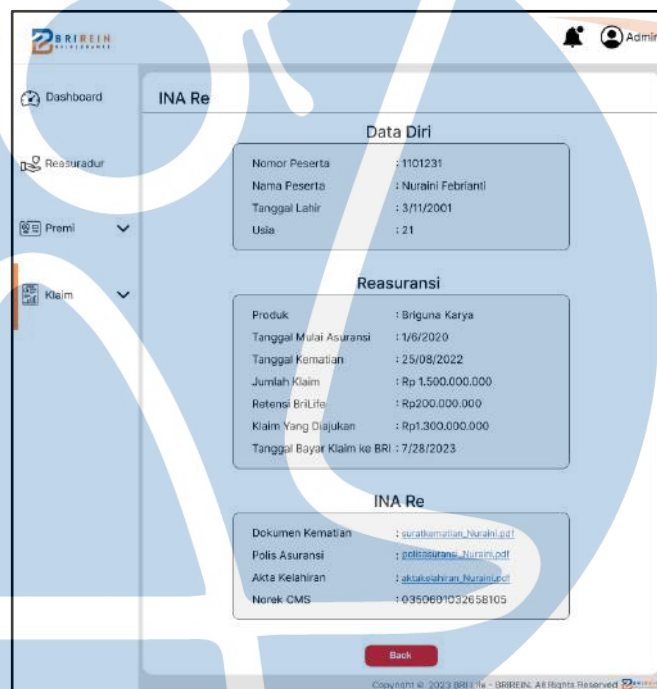 BRIREIN
Admin
Dashboard
Reasuradur
Premi
Klaim
INA Re
Data Diri
Nomor Peserta : 1101231
Nama Peserta : Nuraini Febrianti
Tanggal Lahir : 3/11/2001
Usia : 21
Reasuransi
Produk : Briguna Karya
Tanggal Mulai Asuransi : 1/6/2020
Tanggal Kematian : 25/08/2022
Jumlah Klaim : Rp 1.500.000.000
Retensi BriLife : Rp200.000.000
Klaim Yang Diajukan : Rp1.300.000.000
Tanggal Bayar Klaim ke BRI : 7/28/2023
INA Re
Dokumen Kematian : suratkematian_Nuraini.pdf
Polis Asuransi : polisasuransi_Nuraini.pdf
Akta Kelahiran : aktakelahiran_Nuraini.pdf
Norek CMS : 0350601032658105
Back
Copyright © 2023 BRI Life - BRIREIN. All Rights Reserved